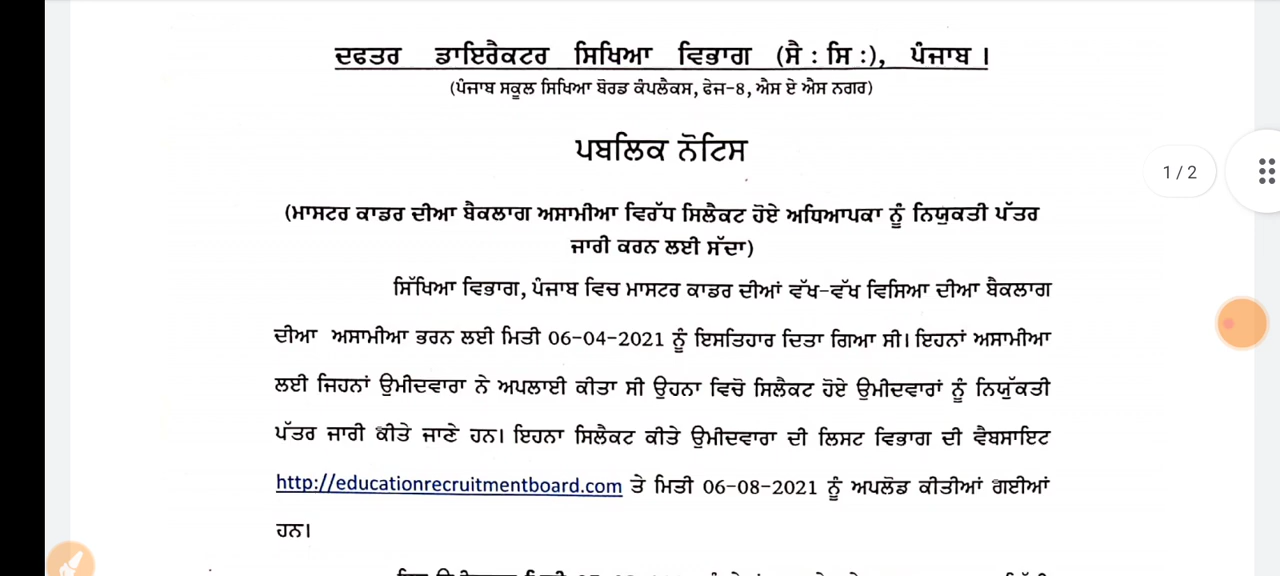 ਦਫਤਰ ਡਾਇਰੈਕਟਰ ਸਿਖਿਆ ਵਿਭਾਗ (ਸੈ : ਸਿ :), ਪੰਜਾਬ ।
(ਪੰਜਾਬ ਸਕੂਲ ਸਿਖਿਆ ਬੋਰਡ ਕੰਪਲੈਕਸ, ਫੇਜ-8, ਐਸ ਏ ਐਸ ਨਗਰ)
ਪਬਲਿਕ ਨੋਟਿਸ
1 / 2
(ਮਾਸਟਰ ਕਾਡਰ ਦੀਆ ਬੈਕਲਾਗ ਅਸਾਮੀਆ ਵਿਰੱਧ ਸਿਲੈਕਟ ਹੋਏ ਅਧਿਆਪਕਾ ਨੂੰ ਨਿਯੁਕਤੀ ਪੱਤਰ
ਜਾਰੀ ਕਰਨ ਲਈ ਸੱਦਾ)
ਸਿੱਖਿਆ ਵਿਭਾਗ, ਪੰਜਾਬ ਵਿਚ ਮਾਸਟਰ ਕਾਡਰ ਦੀਆਂ ਵੱਖ-ਵੱਖ ਵਿਸਿਆ ਦੀਆ ਬੈਕਲਾਗ
ਦੀਆ ਅਸਾਮੀਆ ਭਰਨ ਲਈ ਮਿਤੀ 06-04-2021 ਨੂੰ ਇਸਤਿਹਾਰ ਦਿਤਾ ਗਿਆ ਸੀ। ਇਹਨਾਂ ਅਸਾਮੀਆ
ਲਈ ਜਿਹਨਾਂ ਉਮੀਦਵਾਰਾ ਨੇ ਅਪਲਾਈ ਕੀਤਾ ਸੀ ਉਹਨਾ ਵਿਚੋ ਸਿਲੈਕਟ ਹੋਏ ਉਮੀਦਵਾਰਾਂ ਨੂੰ ਨਿਯੁੱਕਤੀ
ਪੱਤਰ ਜਾਰੀ ਕੀਤੇ ਜਾਣੇ ਹਨ। ਇਹਨਾ ਸਿਲੈਕਟ ਕੀਤੇ ਉਮੀਦਵਾਰਾ ਦੀ ਲਿਸਟ ਵਿਭਾਗ ਦੀ ਵੈਬਸਾਇਟ
http://educationrecruitmentboard.com ਤੇ ਮਿਤੀ 06-08-2021 ਨੂੰ ਅਪਲੋਡ ਕੀਤੀਆਂ ਗਈਆਂ
ਹਨ।